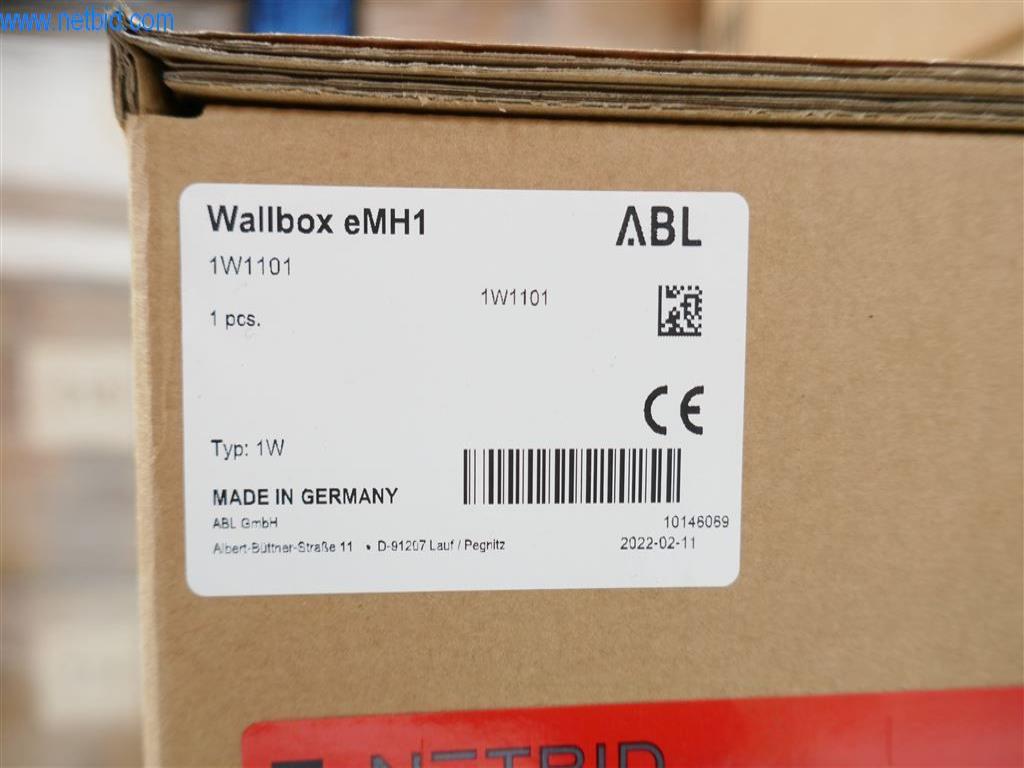 www.netbid.com
Wallbox eMH1
ABL
1W1101
1W1101
1 pcs.
CE
Typ: 1W
MADE IN GERMANY
ABL GmbH
10146069
Albert-Büttner-Straße 11 • D-91207 Lauf / Pegnitz
2022-02-11
NETBID